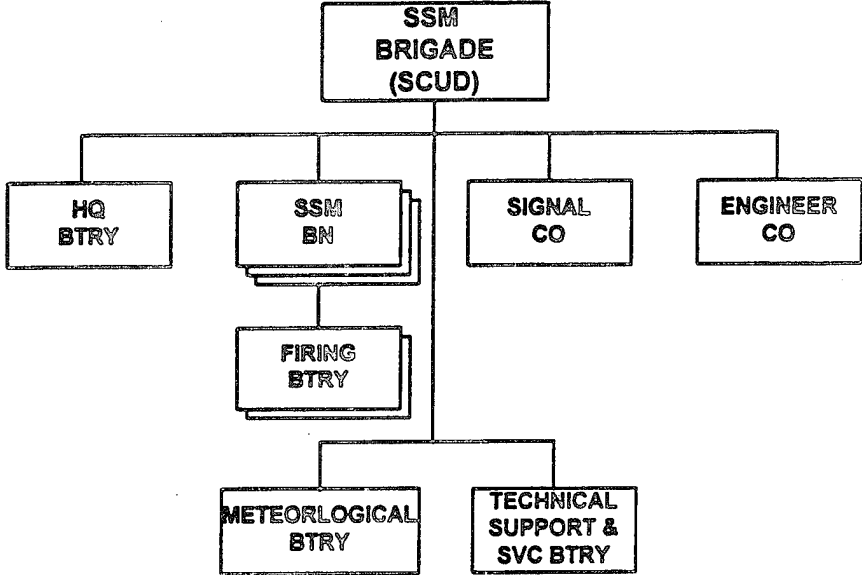 SSM
BRIGADE
(SCUD)
HQ
BTRY
SSM
BN
SIGNAL
CO
ENGINEER
CO
FIRING
BTRY
METEORLOGICAL
BTRY
TECHNICAL
SUPPORT &
SVC BTRY